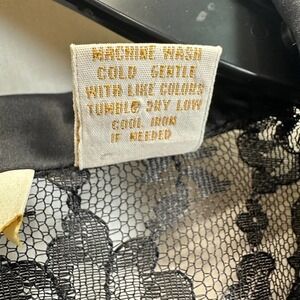 MACHINE WASH
COLD GENTLE
WITH LIKE COLORS
TUMBLE DRY LOW
COOL IRON
IF NEEDED